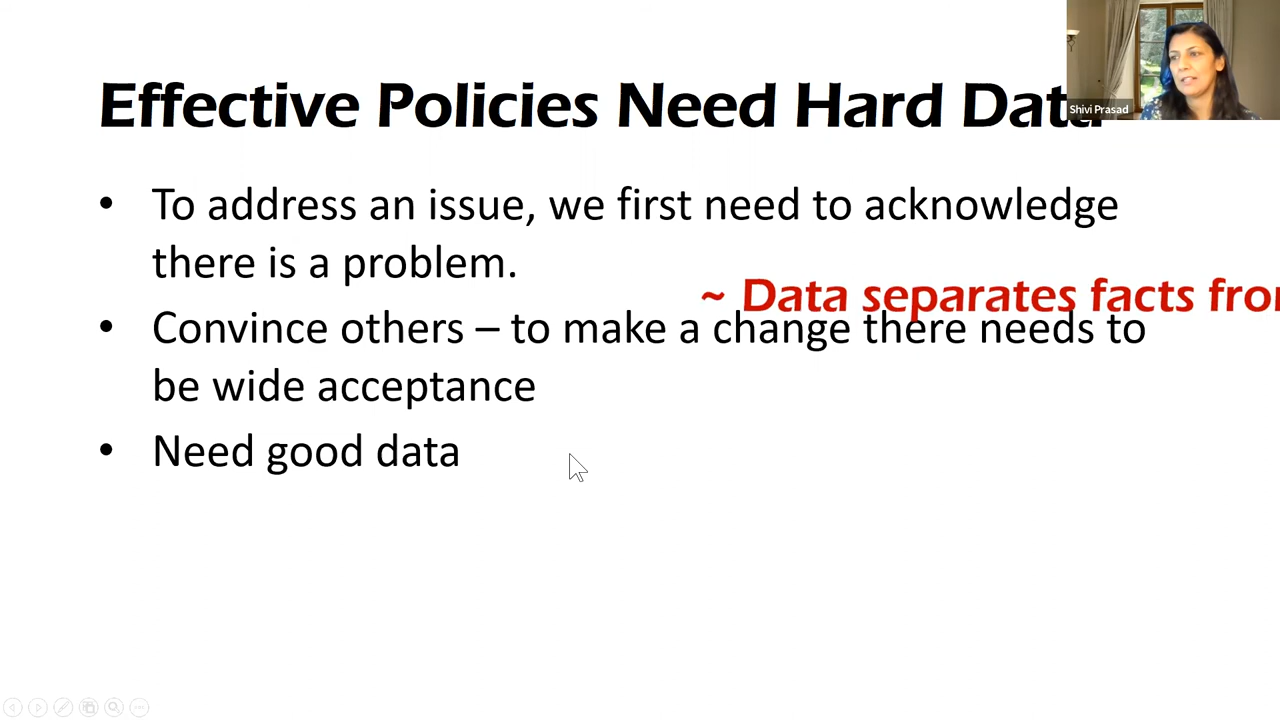 Effective Policies Need Hard Data
Shivi Prasad
• To address an issue, we first need to acknowledge
there is a problem.
~ Data separates facts
• Convince others – to make a change there needs to
be wide acceptance
• Need good data